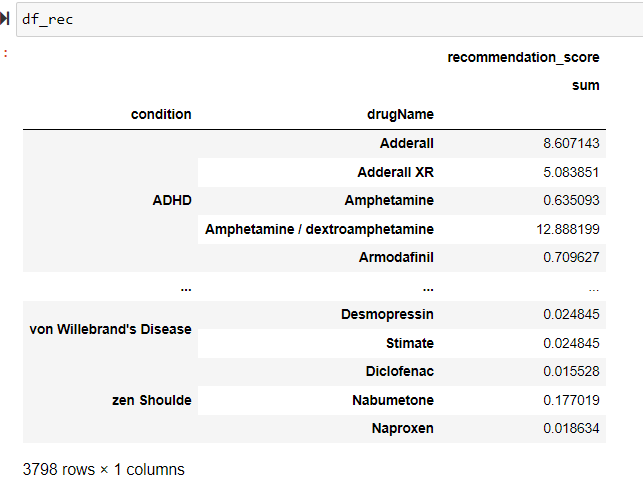 df_rec
:
recommendation_score
sum
condition drugName
Adderall 8.607143
Adderall XR 5.083851
ADHD Amphetamine 0.635093
Amphetamine / dextroamphetamine 12.888199
Armodafinil 0.709627
... ... ...
Desmopressin 0.024845
von Willebrand's Disease
Stimate 0.024845
Diclofenac 0.015528
zen Shoulde Nabumetone 0.177019
Naproxen 0.018634
3798 rows × 1 columns